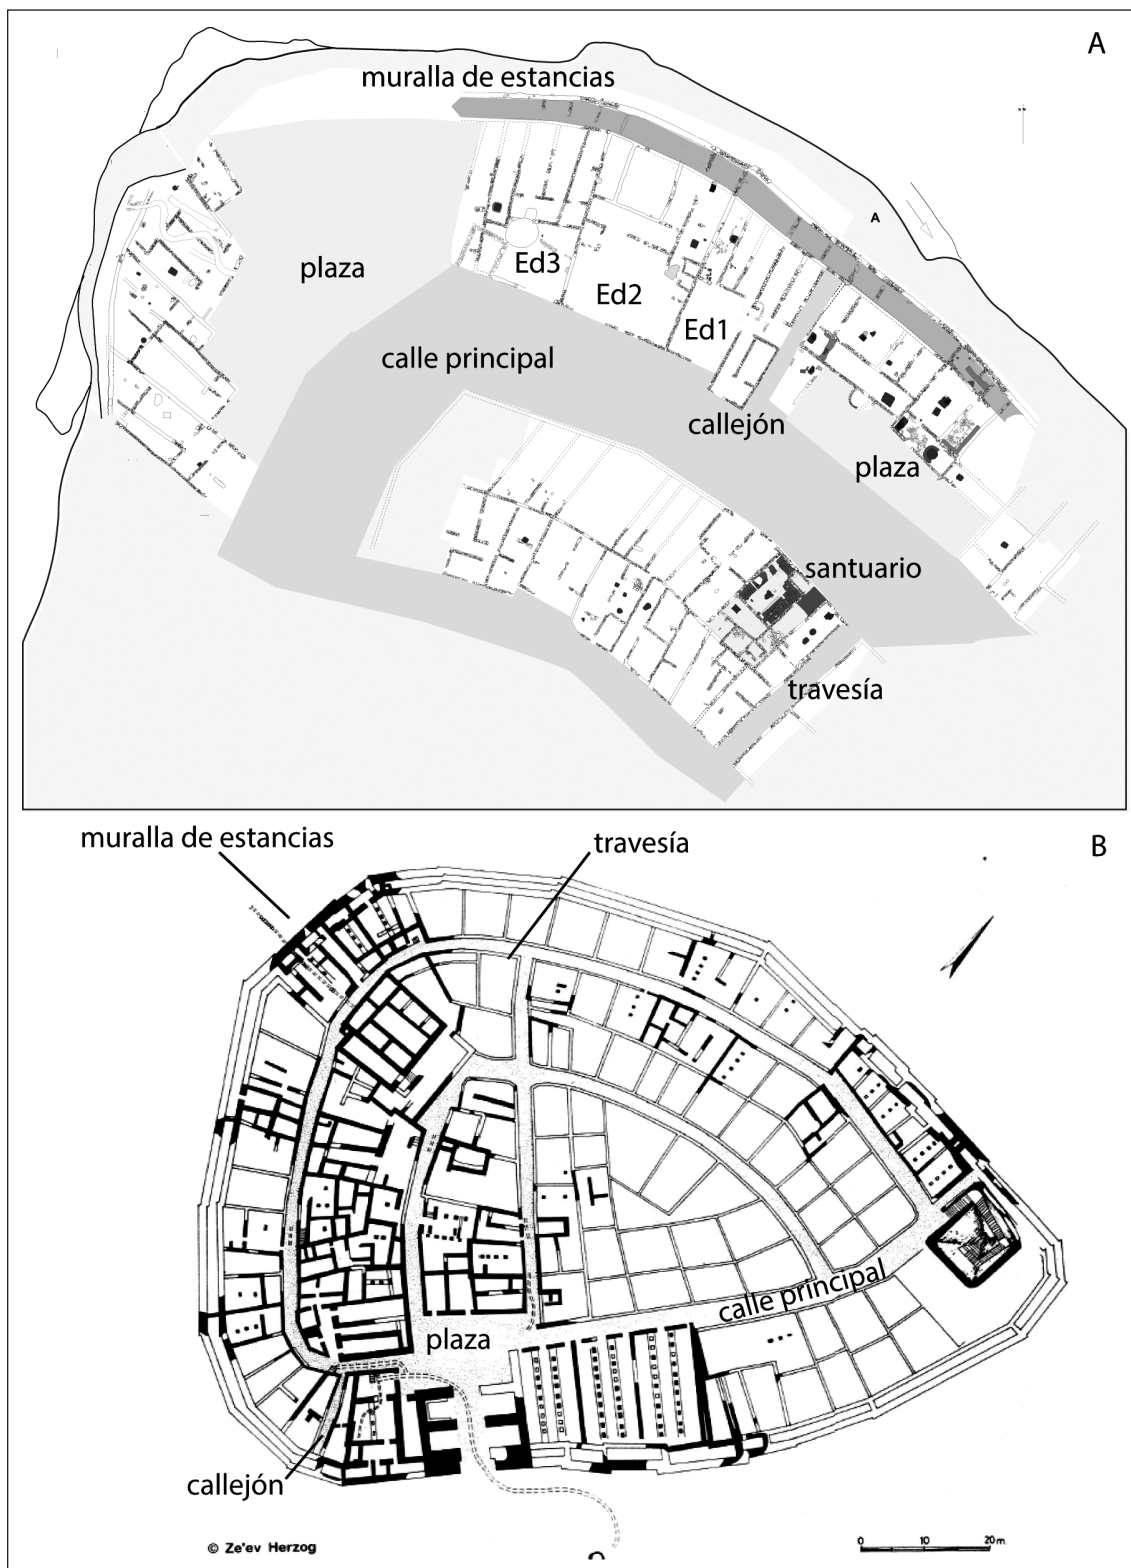 A
muralla de estancias
A
plaza
Ed3
Ed2
Ed1
calle principal
callejón
plaza
santuario
travesía
muralla de estancias
travesía
B
calle principal
plaza
callejón
© Ze'ev Herzog
0 10 20 m.